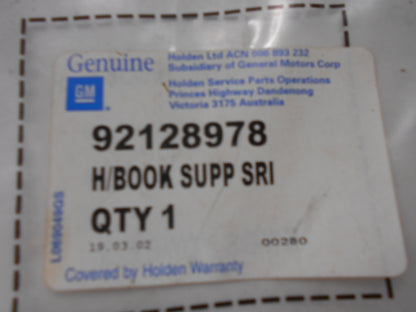 Genuine
Holden Ltd ACN 006 893 232
Subsidiary of General Motors Corp
GM
Holden Service Parts Operations
Princes Highway Dandenong
Victoria 3175 Australia
92128978
H/BOOK SUPP SRI
QTY 1
19.03.02
00280
L069049GS
Covered by Holden Warranty